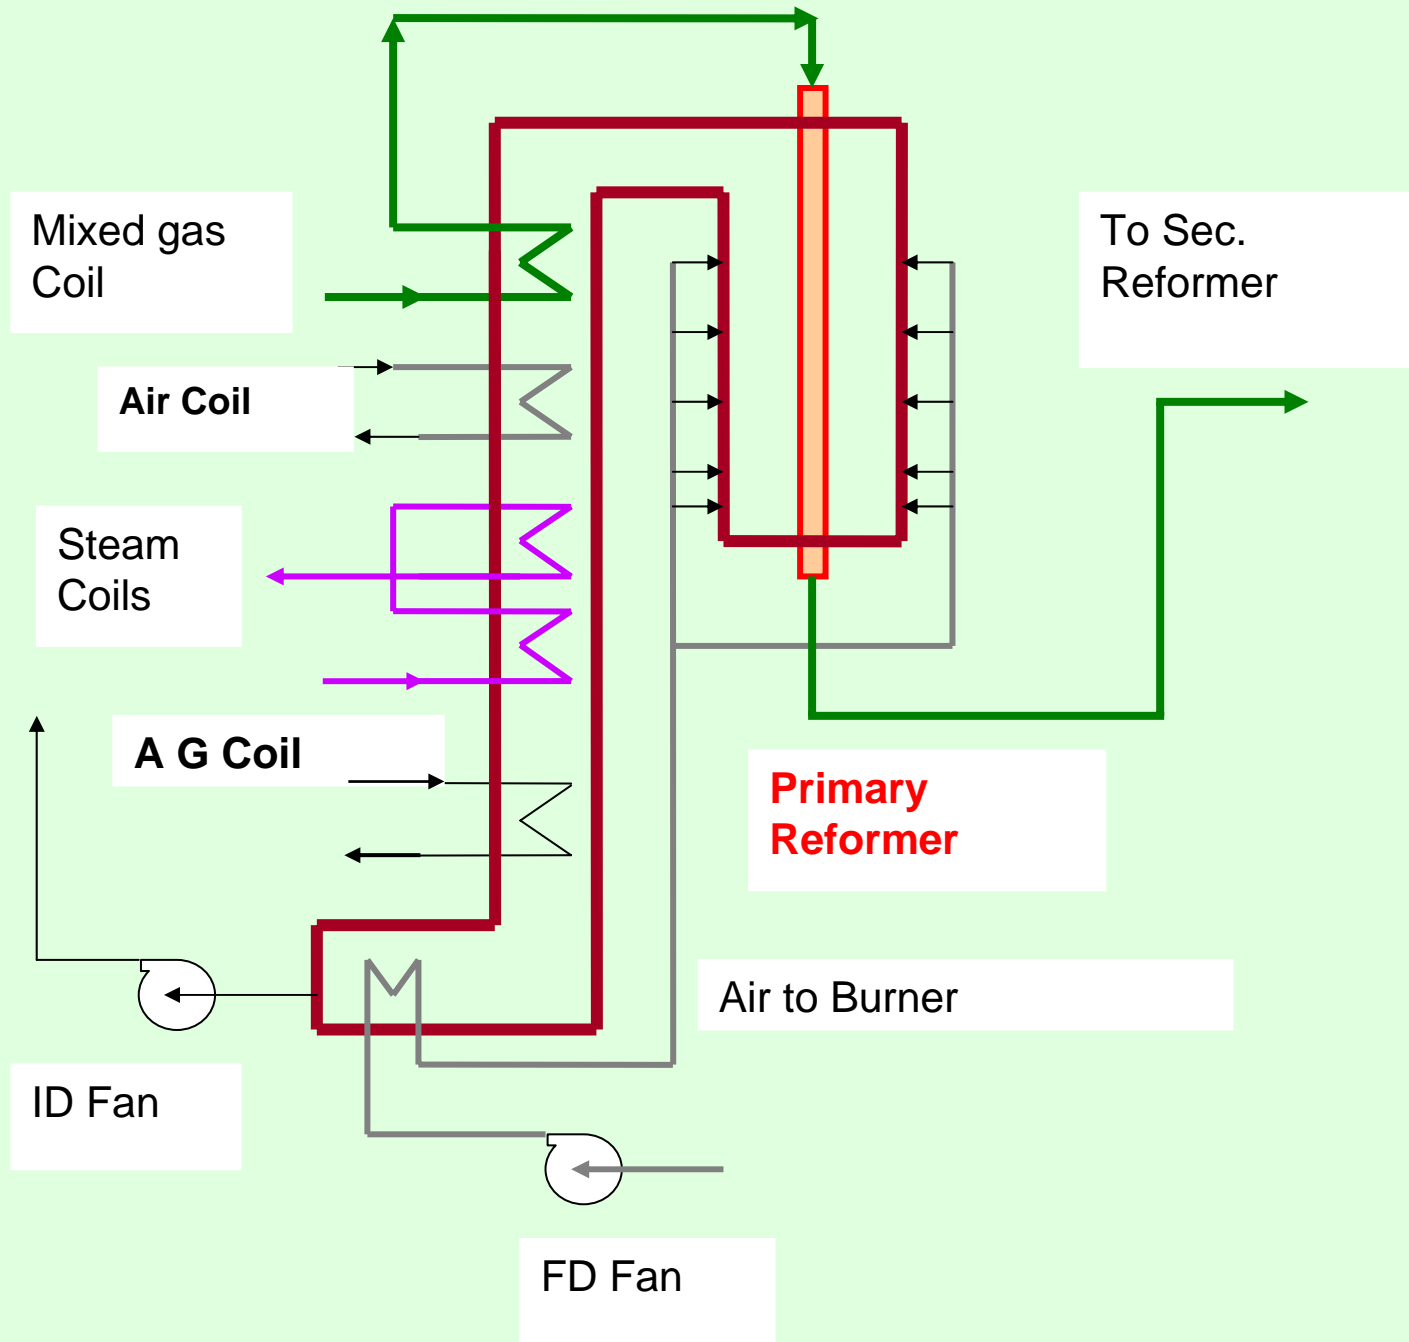 Mixed gas
Coil
To Sec.
Reformer
Air Coil
Steam
Coils
A G Coil
Primary
Reformer
Air to Burner
ID Fan
FD Fan